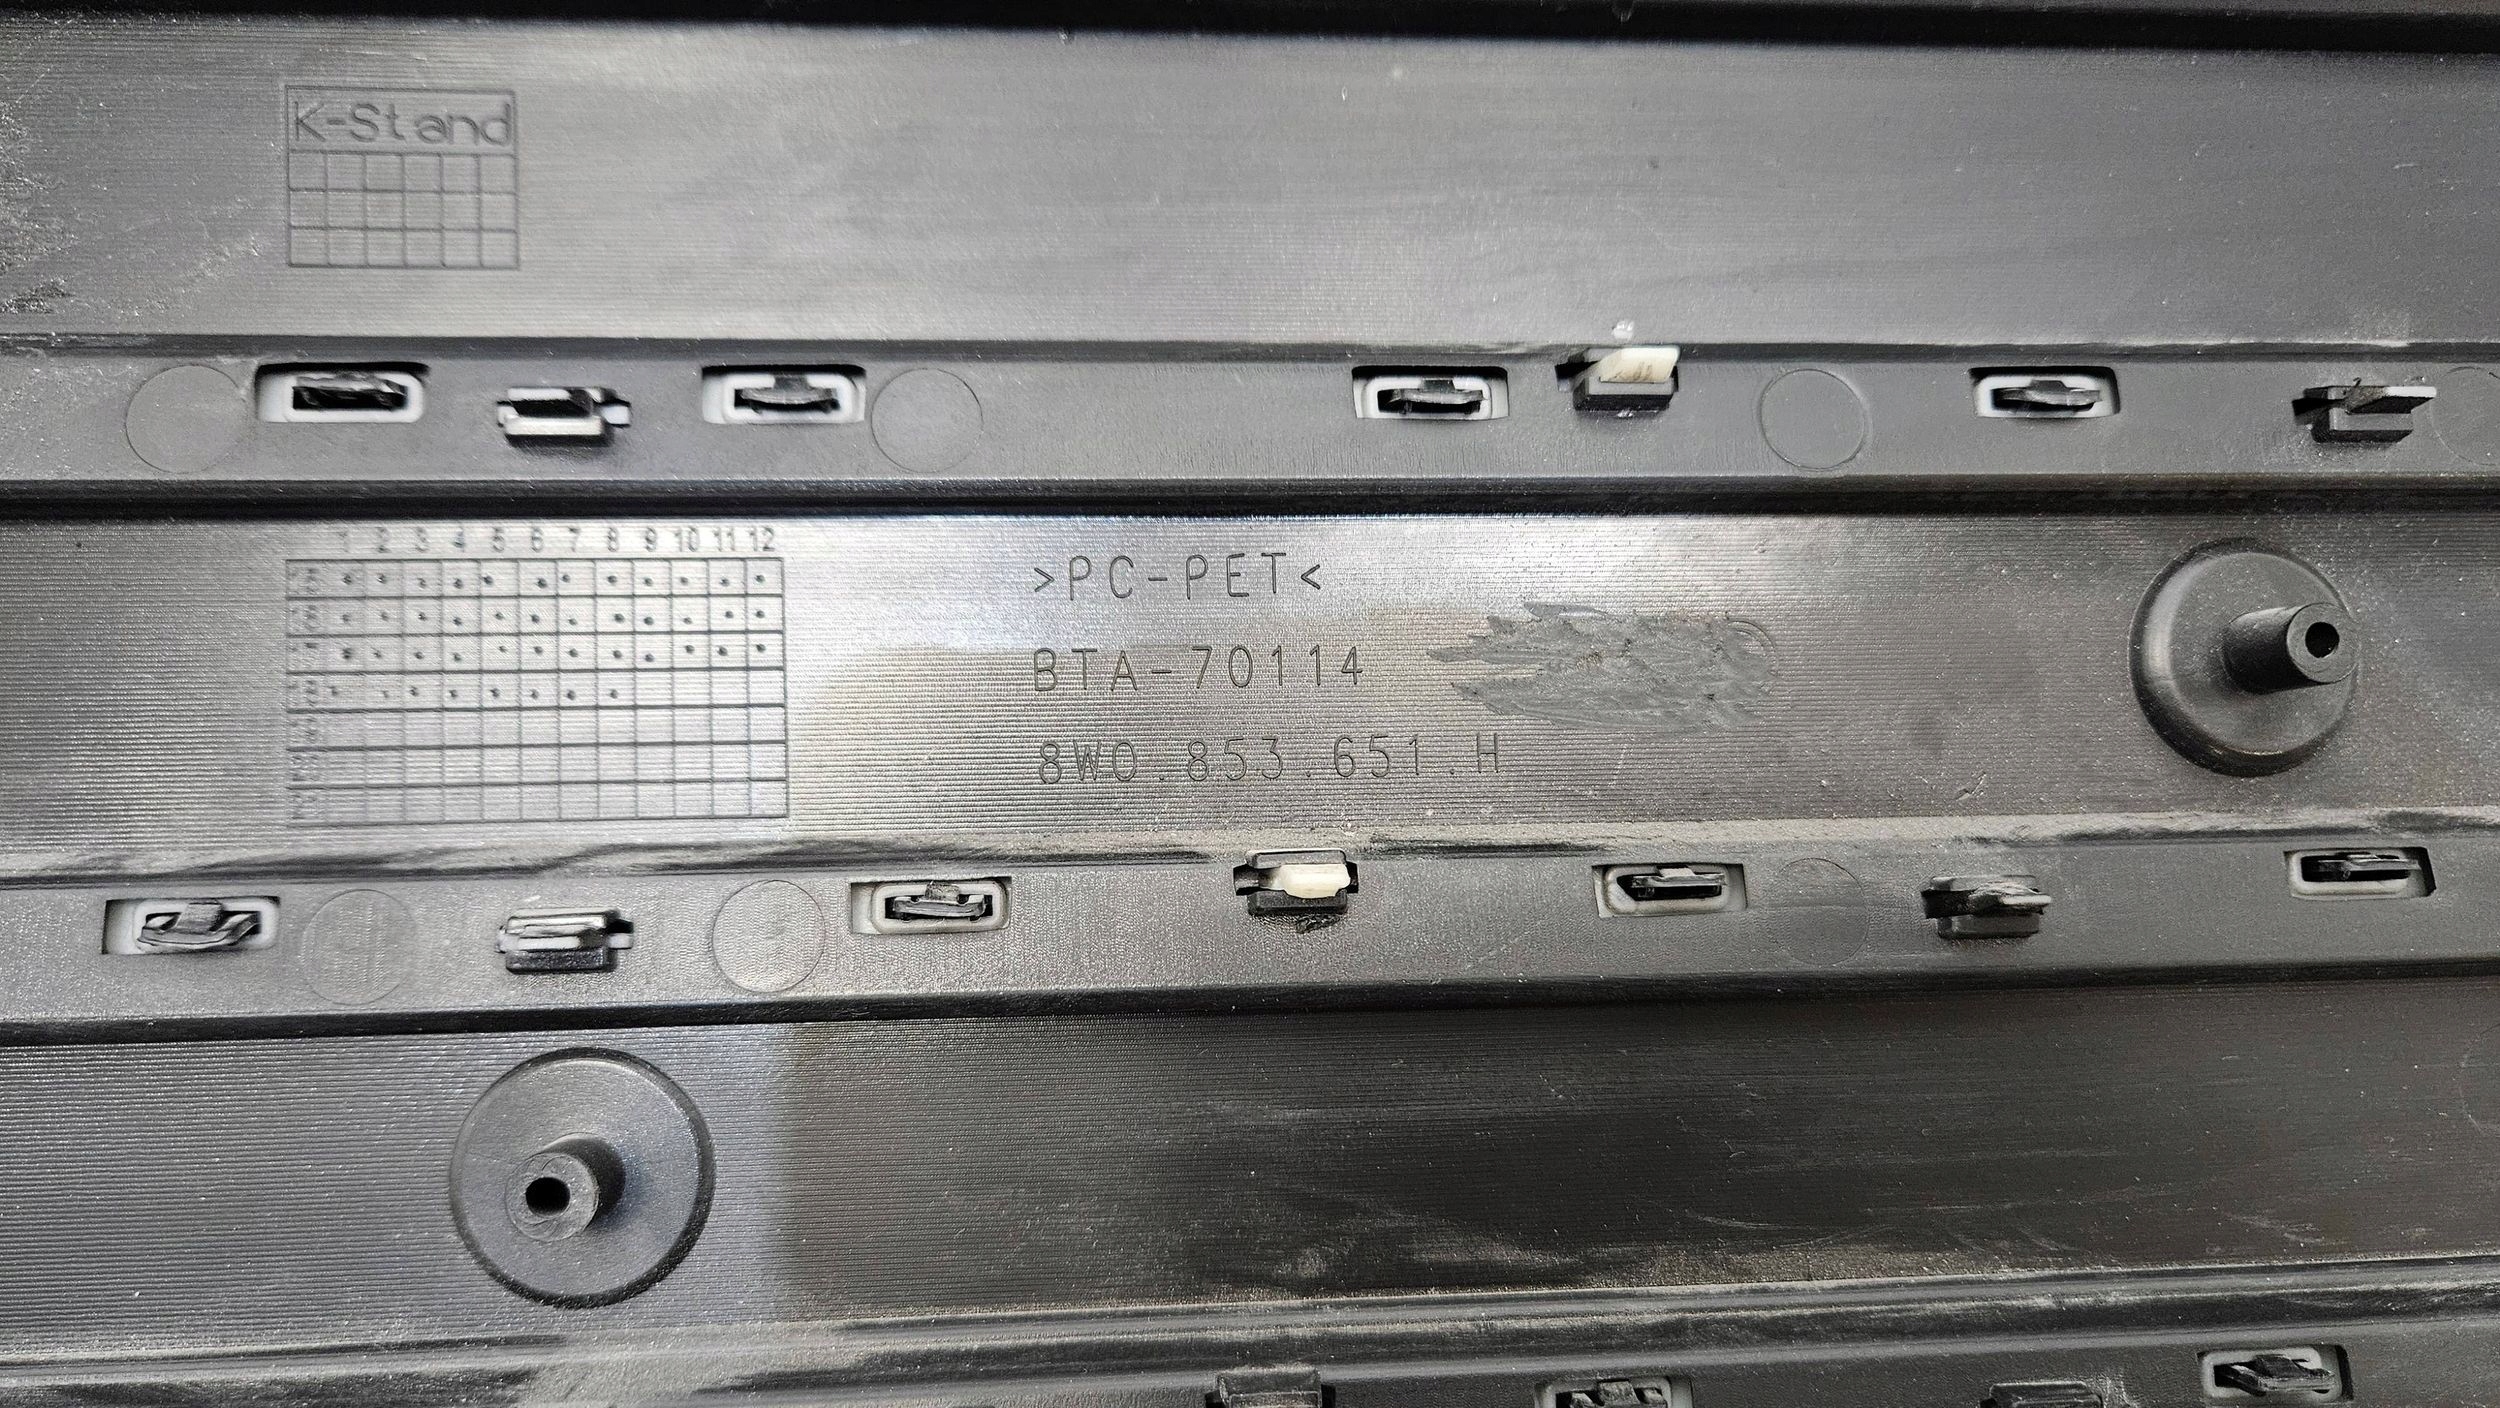 K-Stand
1 2 3 4 5 6 7 8 9 10 11 12
>PC-PET<
BTA-70114
8W0.853.651.H